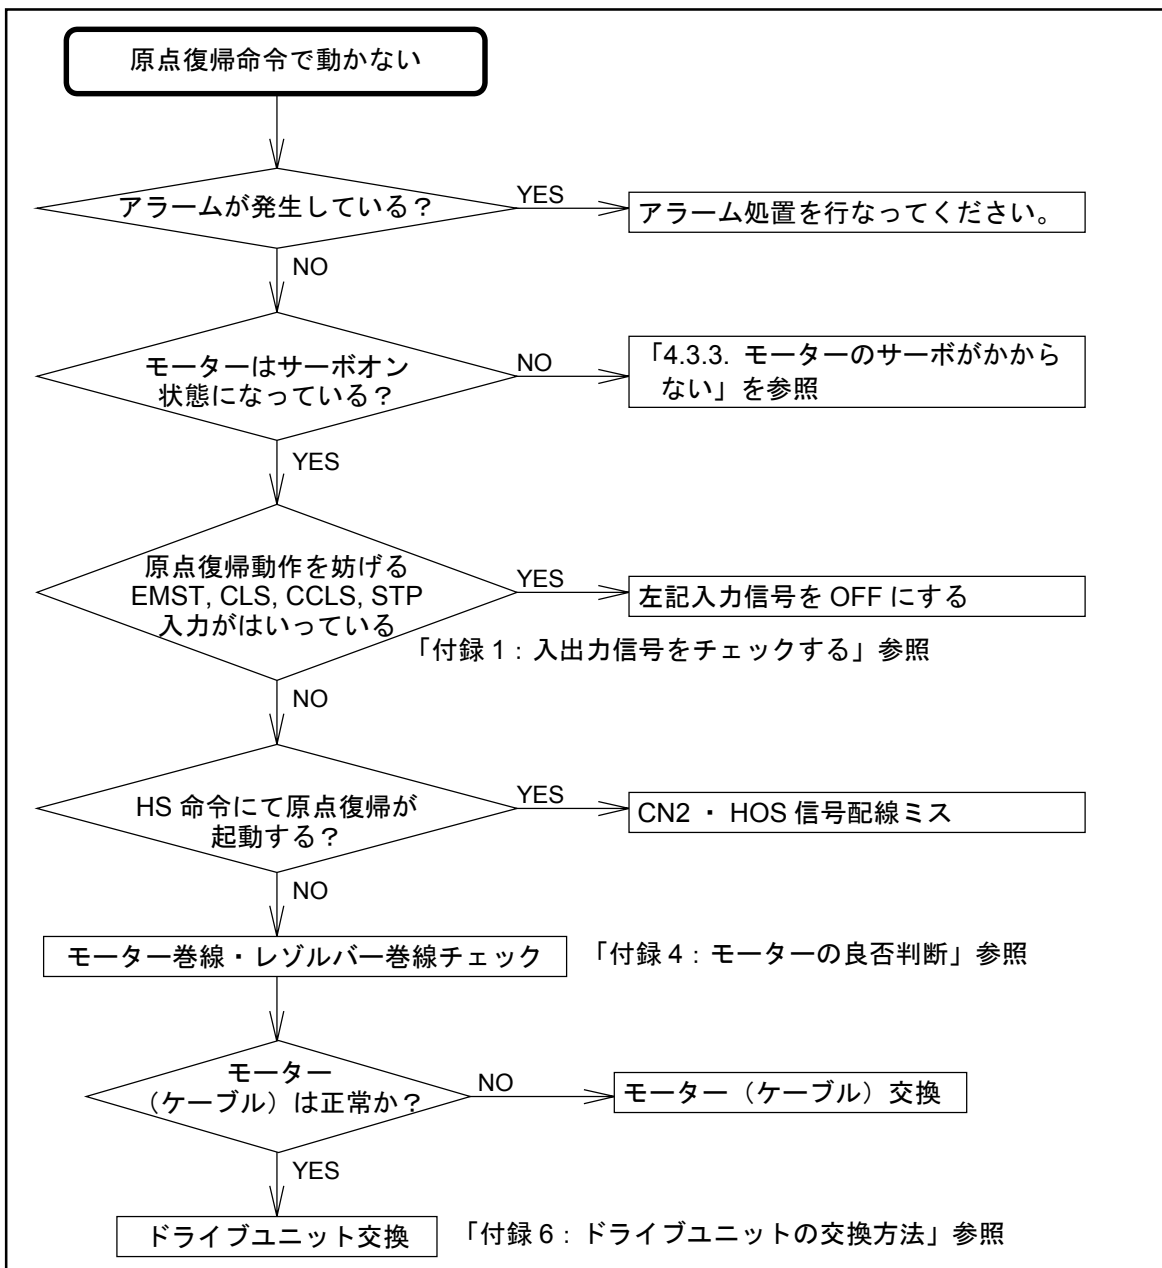 原点復帰命令で動かない
アラームが発生している？
YES
アラーム処置を行なってください。
NO
モーターはサーボオン
状態になっている？
NO
「4.3.3. モーターのサーボがかから
ない」を参照
YES
原点復帰動作を妨げる
EMST, CLS, CCLS, STP
入力がはいっている
YES
左記入力信号を OFF にする
「付録 1：入出力信号をチェックする」参照
NO
HS 命令にて原点復帰が
起動する？
YES
CN2 ・ HOS 信号配線ミス
NO
モーター巻線・レゾルバー巻線チェック
「付録 4：モーターの良否判断」参照
モーター
（ケーブル）は正常か？
NO
モーター（ケーブル）交換
YES
ドライブユニット交換
「付録 6：ドライブユニットの交換方法」参照